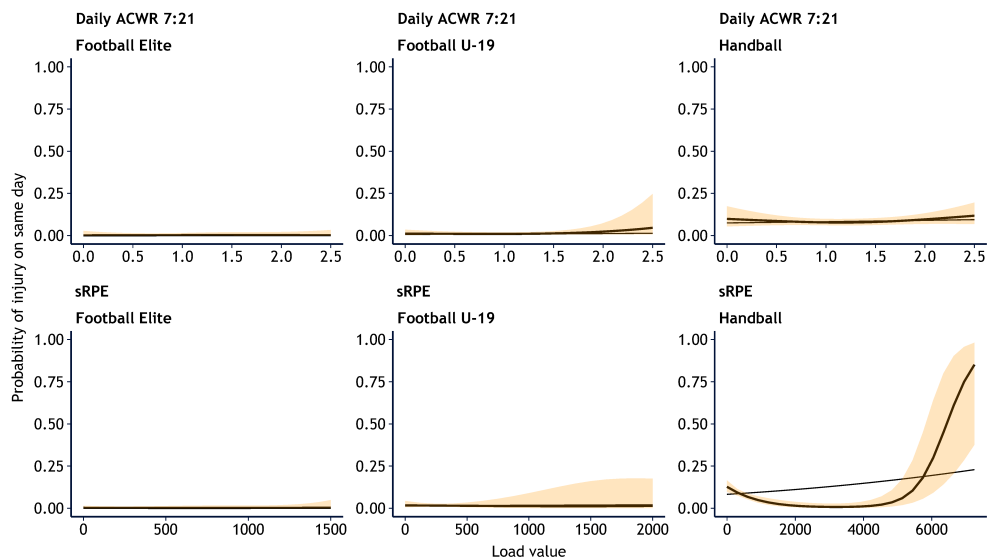 Daily ACWR 7:21 Daily ACWR 7:21 Daily ACWR 7:21
Football Elite Football U-19 Handball
1.00 1.00 1.00
0.75 0.75 0.75
0.50 0.50 0.50
0.25 0.25 0.25
0.00 0.00 0.00
0.0 0.5 1.0 1.5 2.0 2.5 0.0 0.5 1.0 1.5 2.0 2.5 0.0 0.5 1.0 1.5 2.0 2.5
Probability of injury on same day
sRPE sRPE sRPE
Football Elite Football U-19 Handball
1.00 1.00 1.00
0.75 0.75 0.75
0.50 0.50 0.50
0.25 0.25 0.25
0.00 0.00 0.00
0 500 1000 1500 0 500 1000 1500 2000 0 2000 4000 6000
Load value